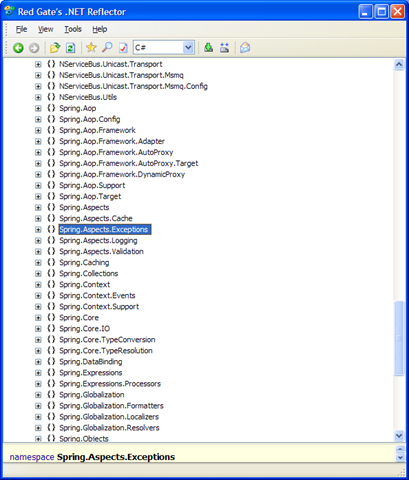 Red Gate's .NET Reflector
File View Tools Help
C#
NServiceBus.Unicast.Transport
NServiceBus.Unicast.Transport.Msmq
NServiceBus.Unicast.Transport.Msmq.Config
NServiceBus.Utils
Spring.Aop
Spring.Aop.Config
Spring.Aop.Framework
Spring.Aop.Framework.Adapter
Spring.Aop.Framework.AutoProxy
Spring.Aop.Framework.AutoProxy.Target
Spring.Aop.Framework.DynamicProxy
Spring.Aop.Support
Spring.Aop.Target
Spring.Aspects
Spring.Aspects.Cache
Spring.Aspects.Exceptions
Spring.Aspects.Logging
Spring.Aspects.Validation
Spring.Caching
Spring.Collections
Spring.Context
Spring.Context.Events
Spring.Context.Support
Spring.Core
Spring.Core.IO
Spring.Core.TypeConversion
Spring.Core.TypeResolution
Spring.DataBinding
Spring.Expressions
Spring.Expressions.Processors
Spring.Globalization
Spring.Globalization.Formatters
Spring.Globalization.Localizers
Spring.Globalization.Resolvers
Spring.Objects
namespace Spring.Aspects.Exceptions